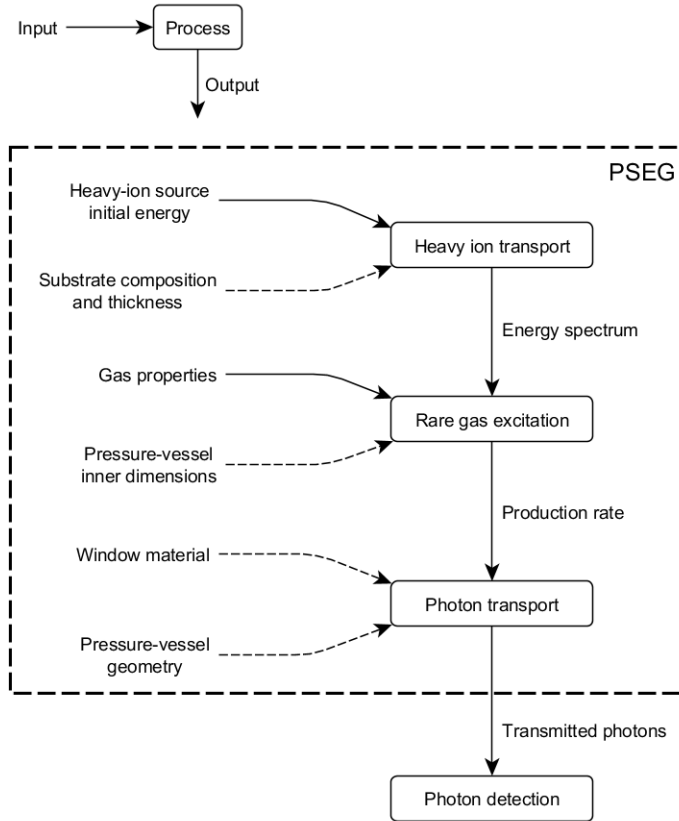 Input
Process
Output
PSEG
Heavy-ion source
initial energy
Heavy ion transport
Substrate composition
and thickness
Energy spectrum
Gas properties
Rare gas excitation
Pressure-vessel
inner dimensions
Production rate
Window material
Photon transport
Pressure-vessel
geometry
Transmitted photons
Photon detection